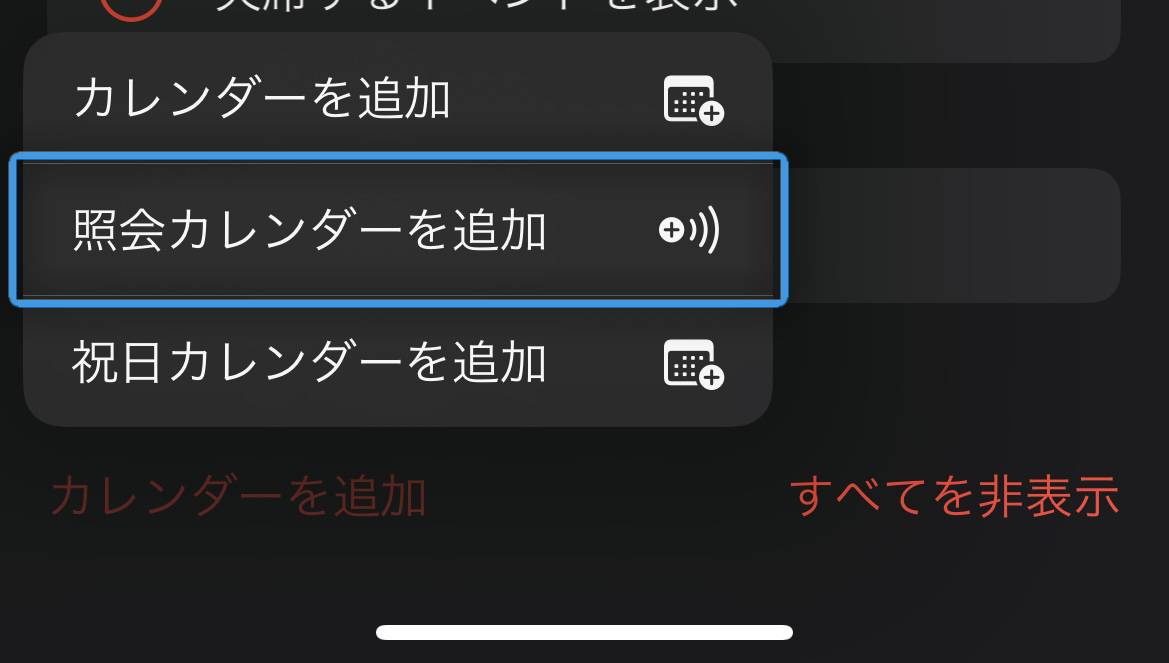 カレンダーを追加
照会カレンダーを追加
祝日カレンダーを追加
カレンダーを追加
すべてを非表示